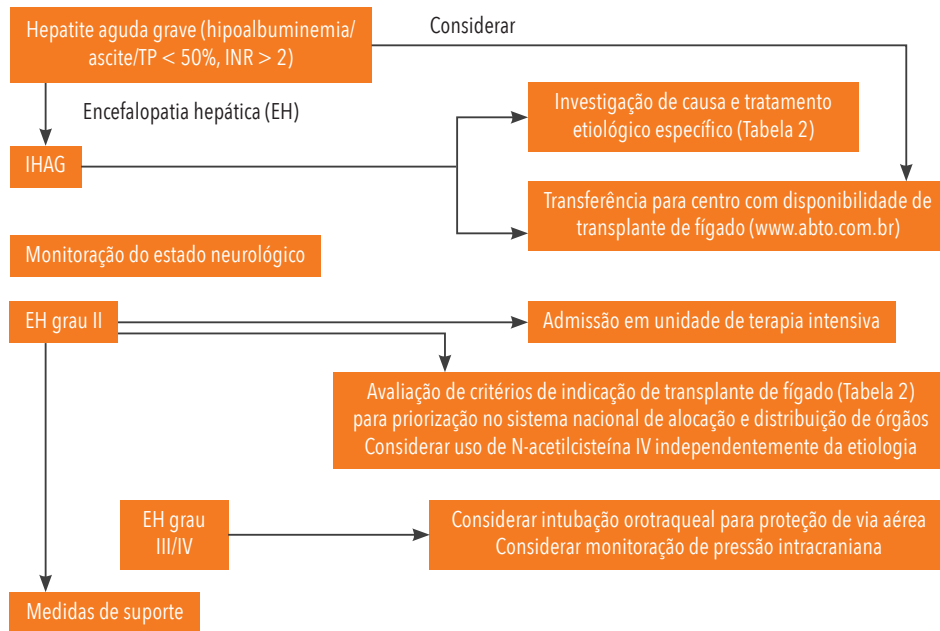 Hepatite aguda grave (hipoalbuminemia/
ascite/TP < 50%, INR > 2)
Considerar
Encefalopatia hepática (EH)
Investigação de causa e tratamento
etiológico específico (Tabela 2)
IHAG
Transferência para centro com disponibilidade de
transplante de fígado (www.abto.com.br)
Monitoração do estado neurológico
EH grau II
Admissão em unidade de terapia intensiva
Avaliação de critérios de indicação de transplante de fígado (Tabela 2)
para priorização no sistema nacional de alocação e distribuição de órgãos
Considerar uso de N-acetilcisteína IV independentemente da etiologia
EH grau
III/IV
Considerar intubação orotraqueal para proteção de via aérea
Considerar monitoração de pressão intracraniana
Medidas de suporte